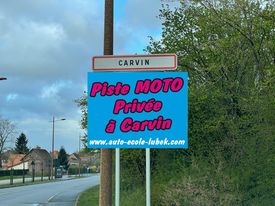 CARVIN
Piste MOTO
Privée
à Carvin
www.auto-ecole-lubek.com